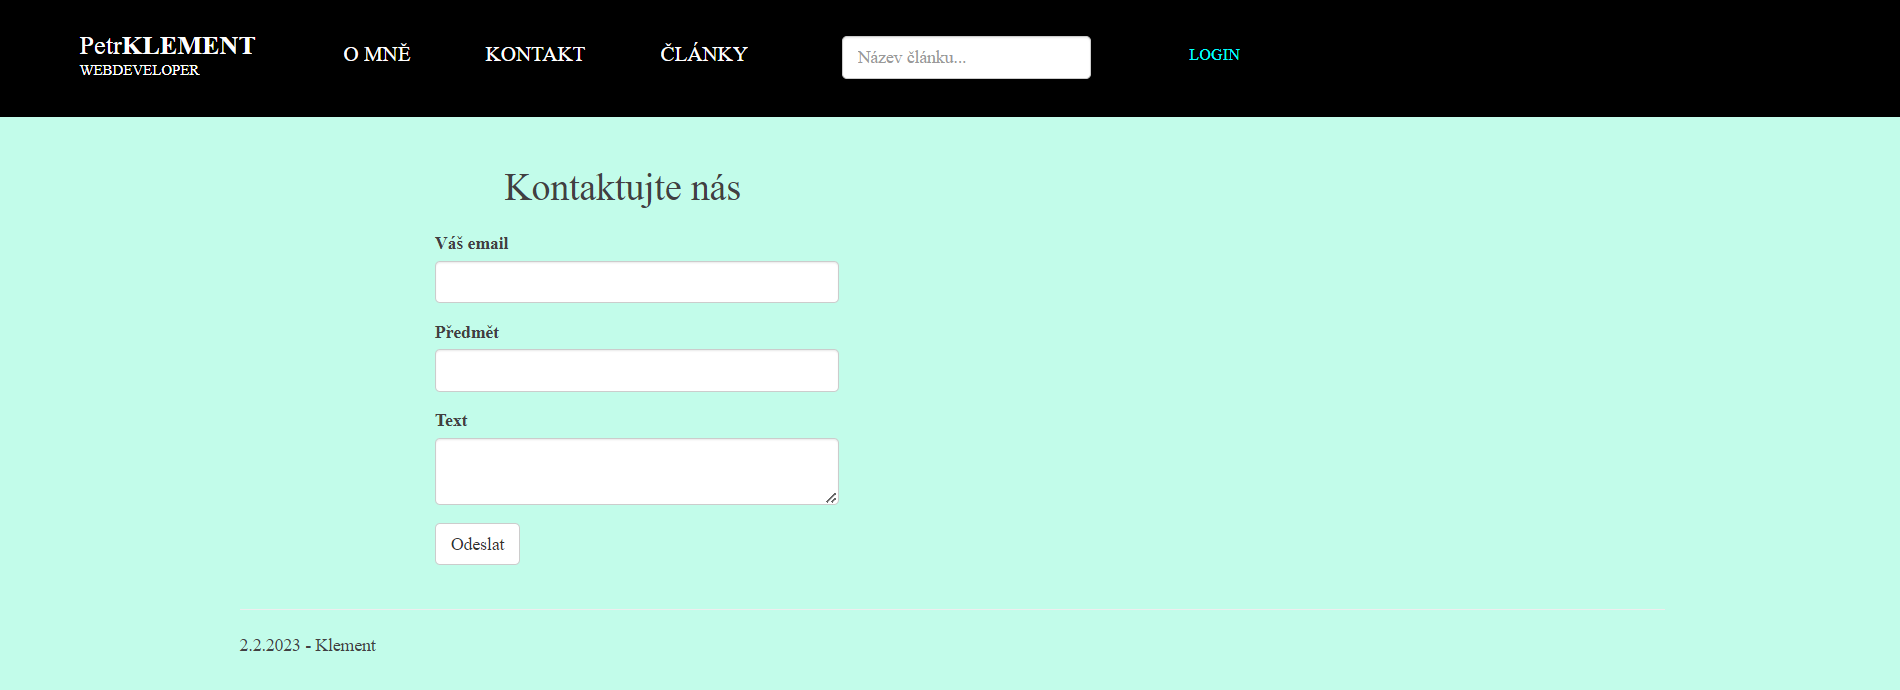 PetrKLEMENT
WEBDEVELOPER
O MNĚ
KONTAKT
ČLÁNKY
Název článku...
LOGIN
Kontaktujte nás
Váš email
Předmět
Text
Odeslat
2.2.2023 - Klement